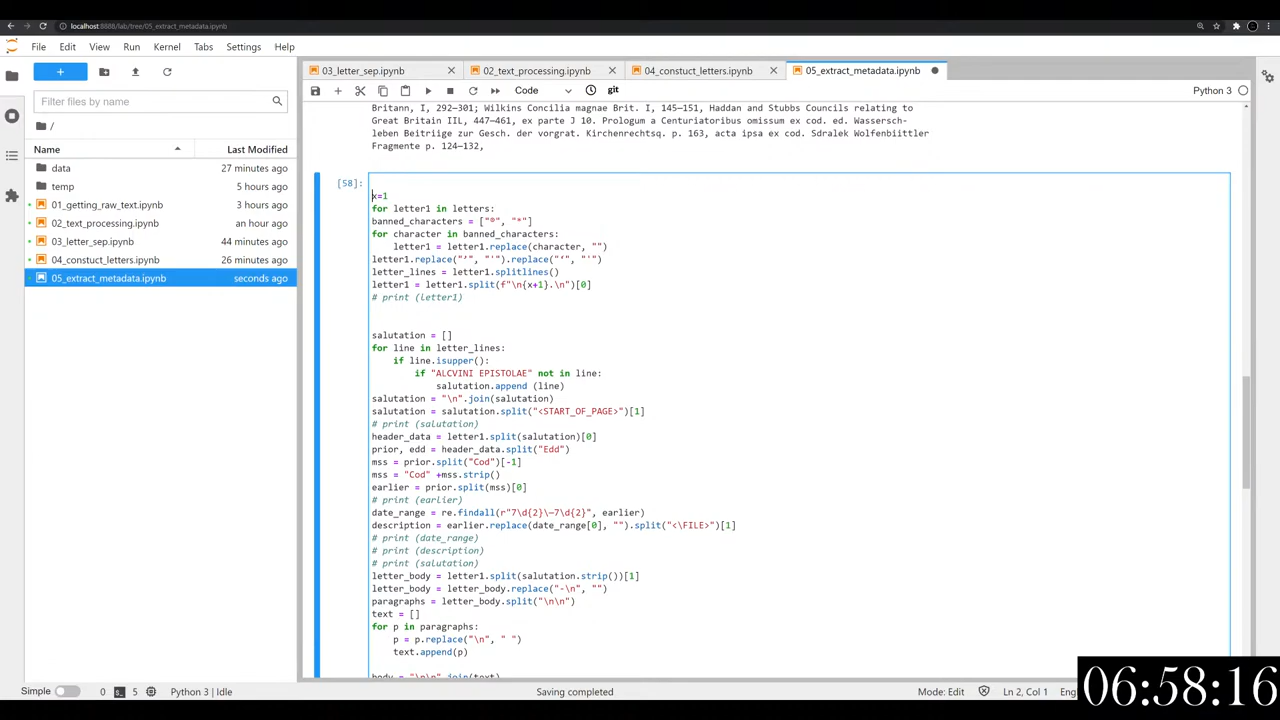 localhost:8888/lab/tree/05_extract_metadata.ipynb
File Edit View Run Kernel Tabs Settings Help
03_letter_sep.ipynb 02_text_processing.ipynb 04_constuct_letters.ipynb 05_extract_metadata.ipynb
Filter files by name
Code git Python 3
/
Name Last Modified
data 27 minutes ago
temp 5 hours ago
01_getting_raw_text.ipynb 3 hours ago
02_text_processing.ipynb an hour ago
03_letter_sep.ipynb 44 minutes ago
04_constuct_letters.ipynb 26 minutes ago
05_extract_metadata.ipynb seconds ago
Britann, I, 292—301; Wilkins Concilia magnae Brit. I, 145—151, Haddan and Stubbs Councils relating to
Great Britain IIL, 447—461, ex parte J 10. Prologum a Centuriatoribus omissum ex cod. ed. Wassersch-
leben Beitriige zur Gesch. der vorgrat. Kirchenrechtsq. p. 163, acta ipsa ex cod. Sdralek Wolfenbiittler
Fragmente p. 124—132,
[58]:
x=1
for letter1 in letters:
banned_characters = ["®", "*"]
for character in banned_characters:
    letter1 = letter1.replace(character, "")
letter1.replace("’", "'").replace("‘", "'")
letter_lines = letter1.splitlines()
letter1 = letter1.split(f"\n{x+1}.\n")[0]
# print (letter1)
salutation = []
for line in letter_lines:
    if line.isupper():
        if "ALCVINI EPISTOLAE" not in line:
            salutation.append (line)
salutation = "\n".join(salutation)
salutation = salutation.split("<START_OF_PAGE>")[1]
# print (salutation)
header_data = letter1.split(salutation)[0]
prior, edd = header_data.split("Edd")
mss = prior.split("Cod")[-1]
mss = "Cod" +mss.strip()
earlier = prior.split(mss)[0]
# print (earlier)
date_range = re.findall(r"7\d{2}\—7\d{2}", earlier)
description = earlier.replace(date_range[0], "").split("<\FILE>")[1]
# print (date_range)
# print (description)
# print (salutation)
letter_body = letter1.split(salutation.strip())[1]
letter_body = letter_body.replace("-\n", "")
paragraphs = letter_body.split("\n\n")
text = []
for p in paragraphs:
    p = p.replace("\n", " ")
    text.append(p)
body = "\n\n".join(text)
Simple 0 5 Python 3 | Idle Saving completed Mode: Edit Ln 2, Col 1
06:58:16